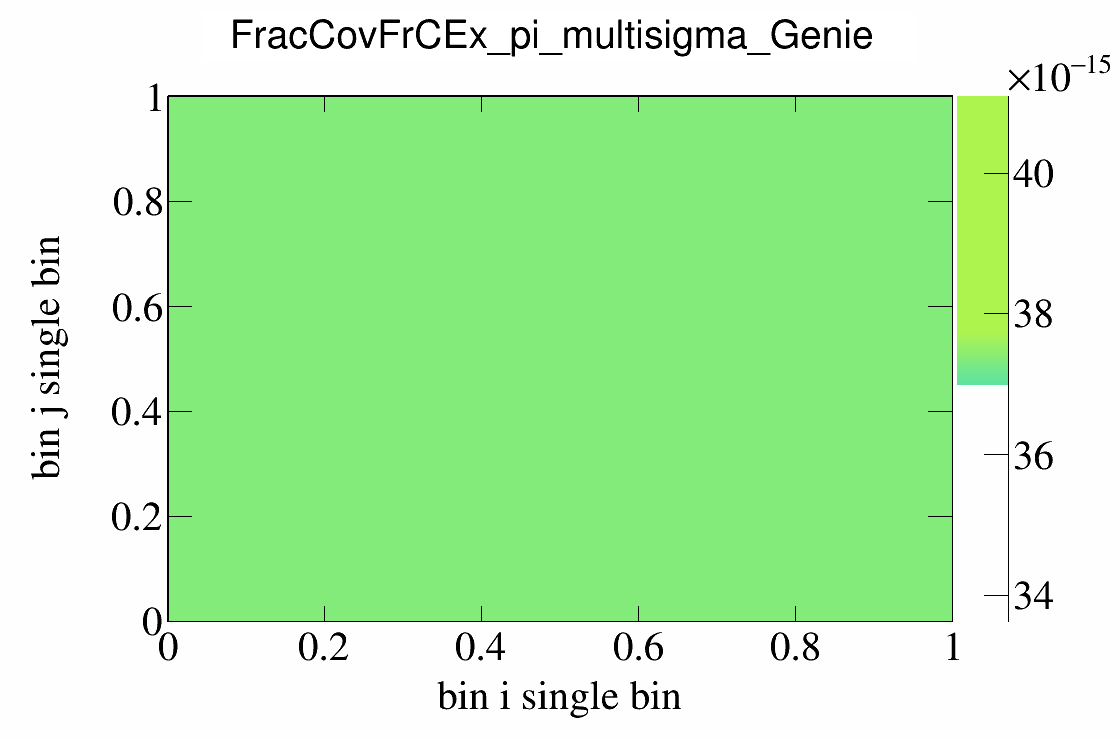 FracCovFrCEx_pi_multisigma_Genie
×10⁻¹⁵
1
0.8
0.6
0.4
0.2
0
bin j single bin
40
38
36
34
0 0.2 0.4 0.6 0.8 1
bin i single bin